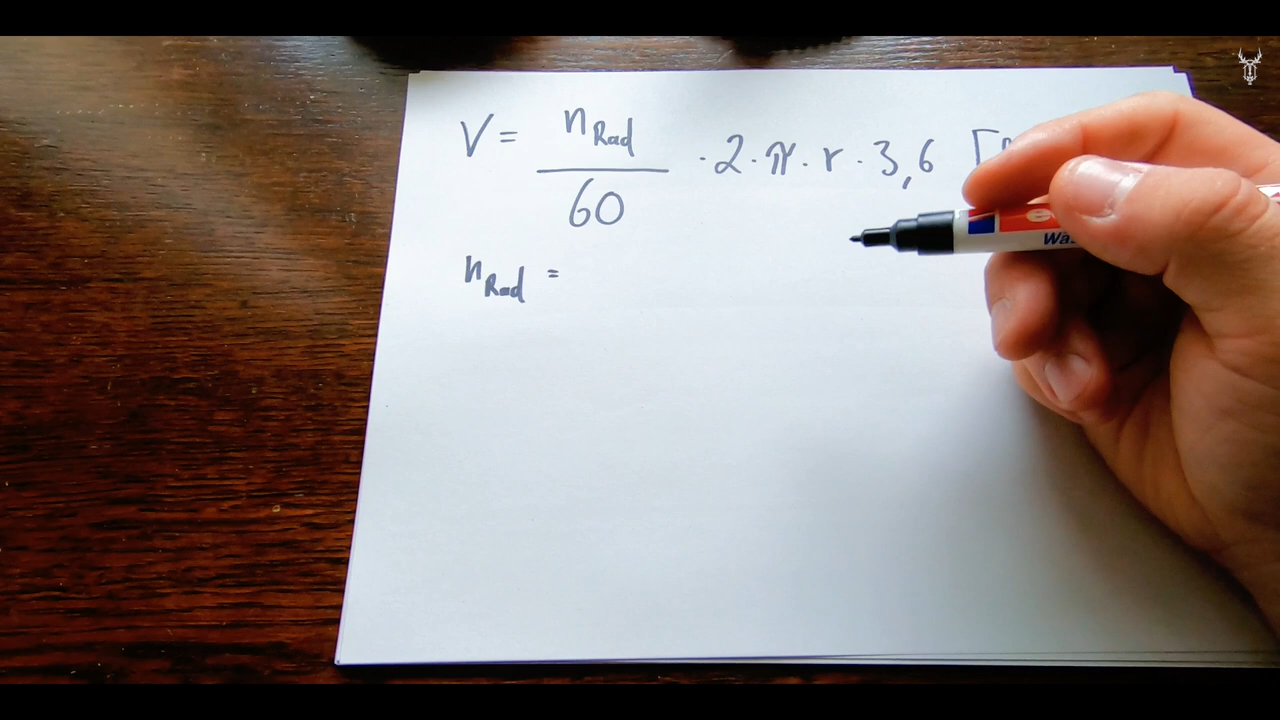 V = n_Rad / 60 · 2 · π · r · 3,6 [
n_Rad =